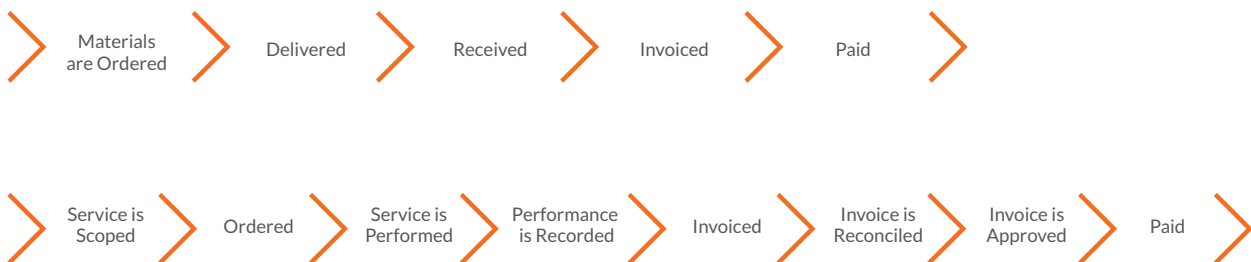 Materials
are Ordered
Delivered
Received
Invoiced
Paid
Service is
Scoped
Ordered
Service is
Performed
Performance
is Recorded
Invoiced
Invoice is
Reconciled
Invoice is
Approved
Paid